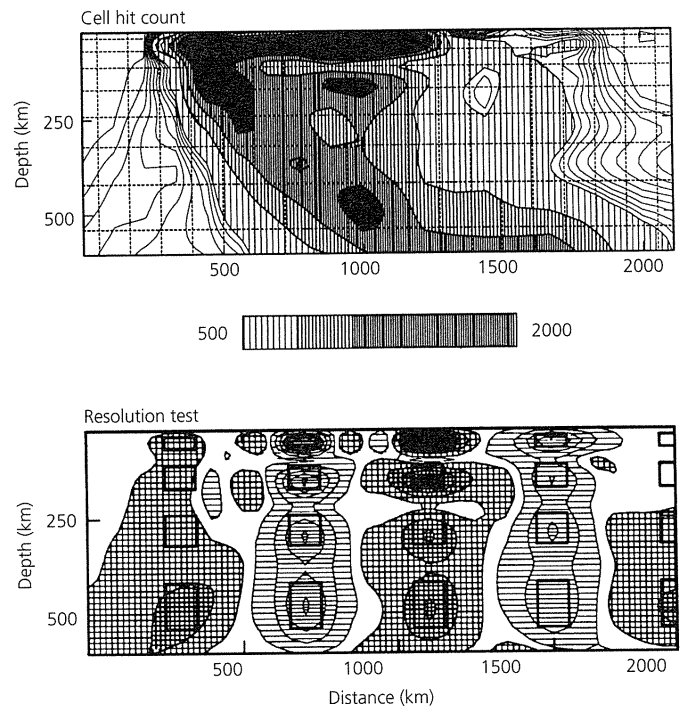 Cell hit count
Depth (km)
250
500
500 1000 1500 2000
500 2000
Resolution test
Depth (km)
250
500
500 1000 1500 2000
Distance (km)